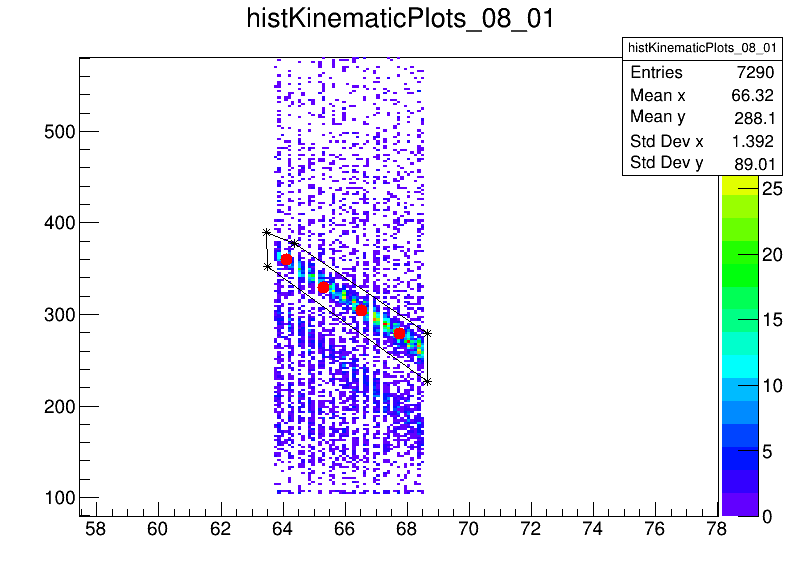 histKinematicPlots_08_01
histKinematicPlots_08_01
Entries 7290
Mean x 66.32
Mean y 288.1
Std Dev x 1.392
Std Dev y 89.01
500
400
300
200
100
25
20
15
10
5
0
58 60 62 64 66 68 70 72 74 76 78